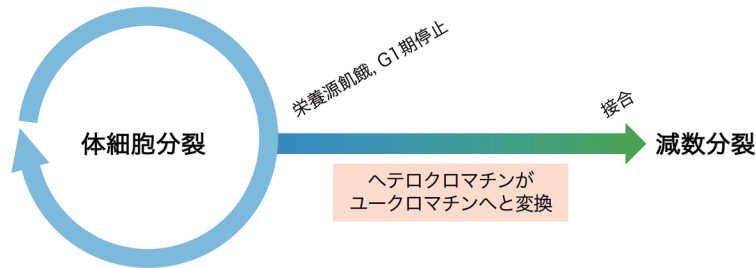 体細胞分裂
栄養源飢餓, G1期停止
接合
減数分裂
ヘテロクロマチンが
ユークロマチンへと変換